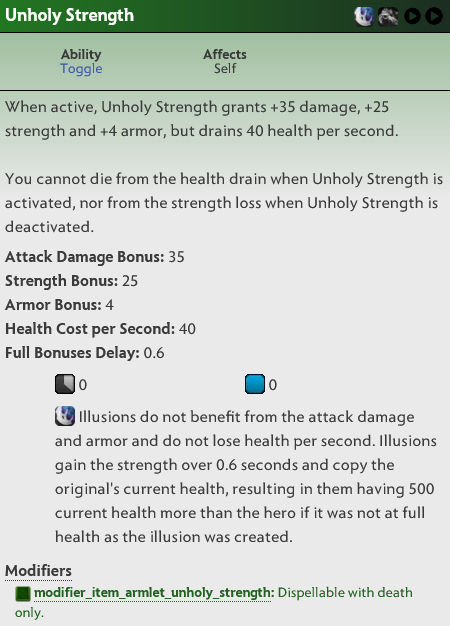 Unholy Strength
Ability
Toggle
Affects
Self
When active, Unholy Strength grants +35 damage, +25
strength and +4 armor, but drains 40 health per second.
You cannot die from the health drain when Unholy Strength is
activated, nor from the strength loss when Unholy Strength is
deactivated.
Attack Damage Bonus: 35
Strength Bonus: 25
Armor Bonus: 4
Health Cost per Second: 40
Full Bonuses Delay: 0.6
0
0
Illusions do not benefit from the attack damage
and armor and do not lose health per second. Illusions
gain the strength over 0.6 seconds and copy the
original's current health, resulting in them having 500
current health more than the hero if it was not at full
health as the illusion was created.
Modifiers
modifier_item_armlet_unholy_strength: Dispellable with death
only.